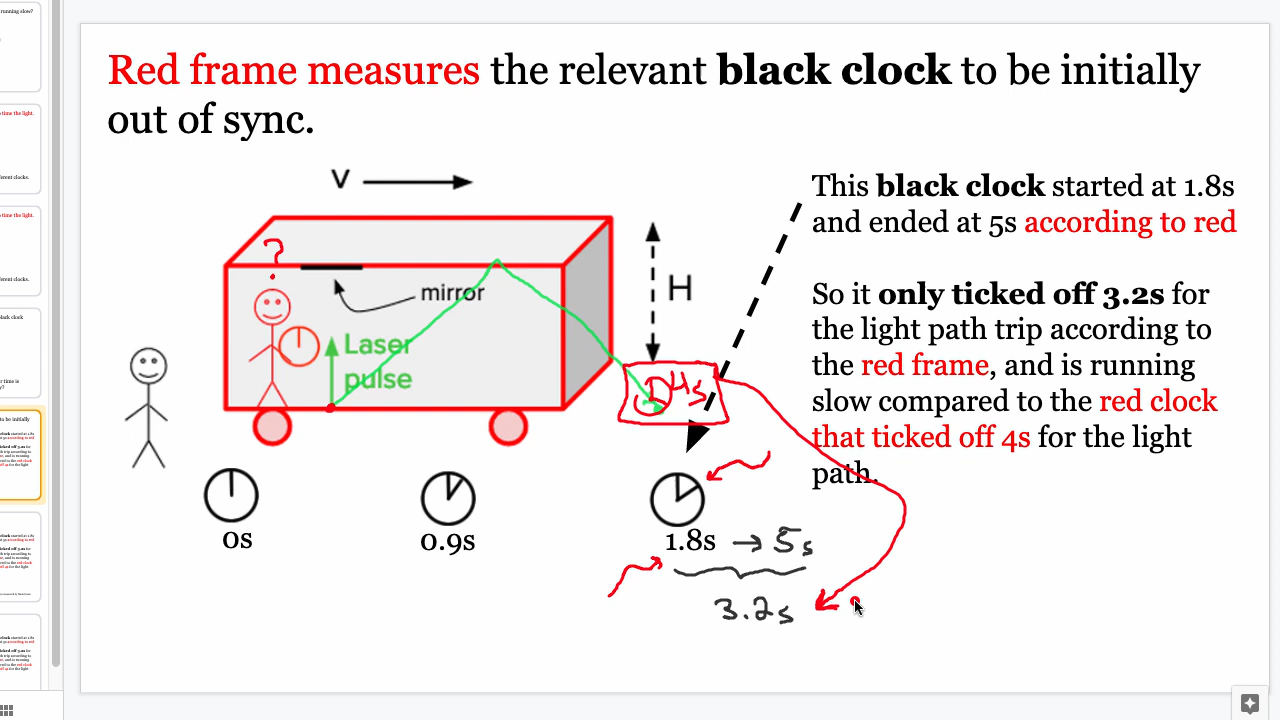 Red frame measures the relevant black clock to be initially
out of sync.
V
This black clock started at 1.8s
and ended at 5s according to red
?
H
mirror
So it only ticked off 3.2s for
the light path trip according to
the red frame, and is running
slow compared to the red clock
that ticked off 4s for the light
path.
Laser
pulse
4s
0s
0.9s
1.8s → 5s
3.2s